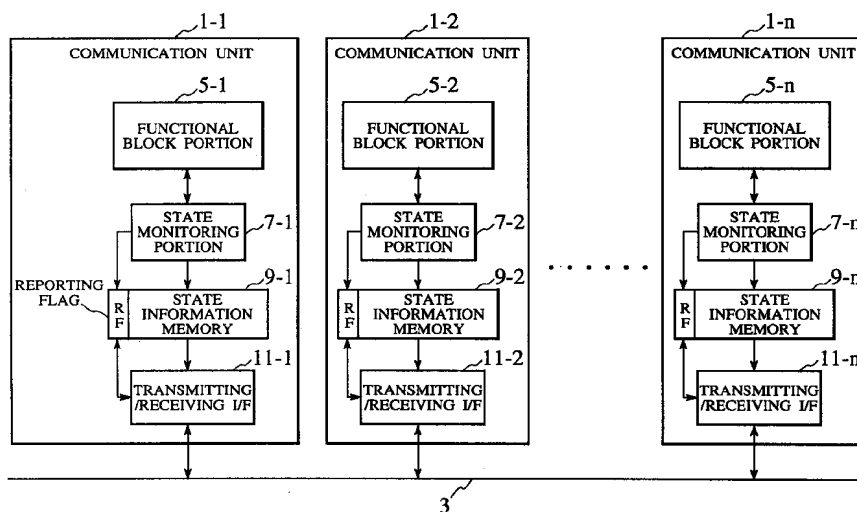 1-1
COMMUNICATION UNIT
5-1
FUNCTIONAL
BLOCK PORTION
STATE
MONITORING
PORTION
7-1
9-1
REPORTING
FLAG
R
F
STATE
INFORMATION
MEMORY
11-1
TRANSMITTING
/RECEIVING I/F
1-2
COMMUNICATION UNIT
5-2
FUNCTIONAL
BLOCK PORTION
STATE
MONITORING
PORTION
7-2
9-2
R
F
STATE
INFORMATION
MEMORY
11-2
TRANSMITTING
/RECEIVING I/F
1-n
COMMUNICATION UNIT
5-n
FUNCTIONAL
BLOCK PORTION
STATE
MONITORING
PORTION
7-n
9-n
R
F
STATE
INFORMATION
MEMORY
11-n
TRANSMITTING
/RECEIVING I/F
3